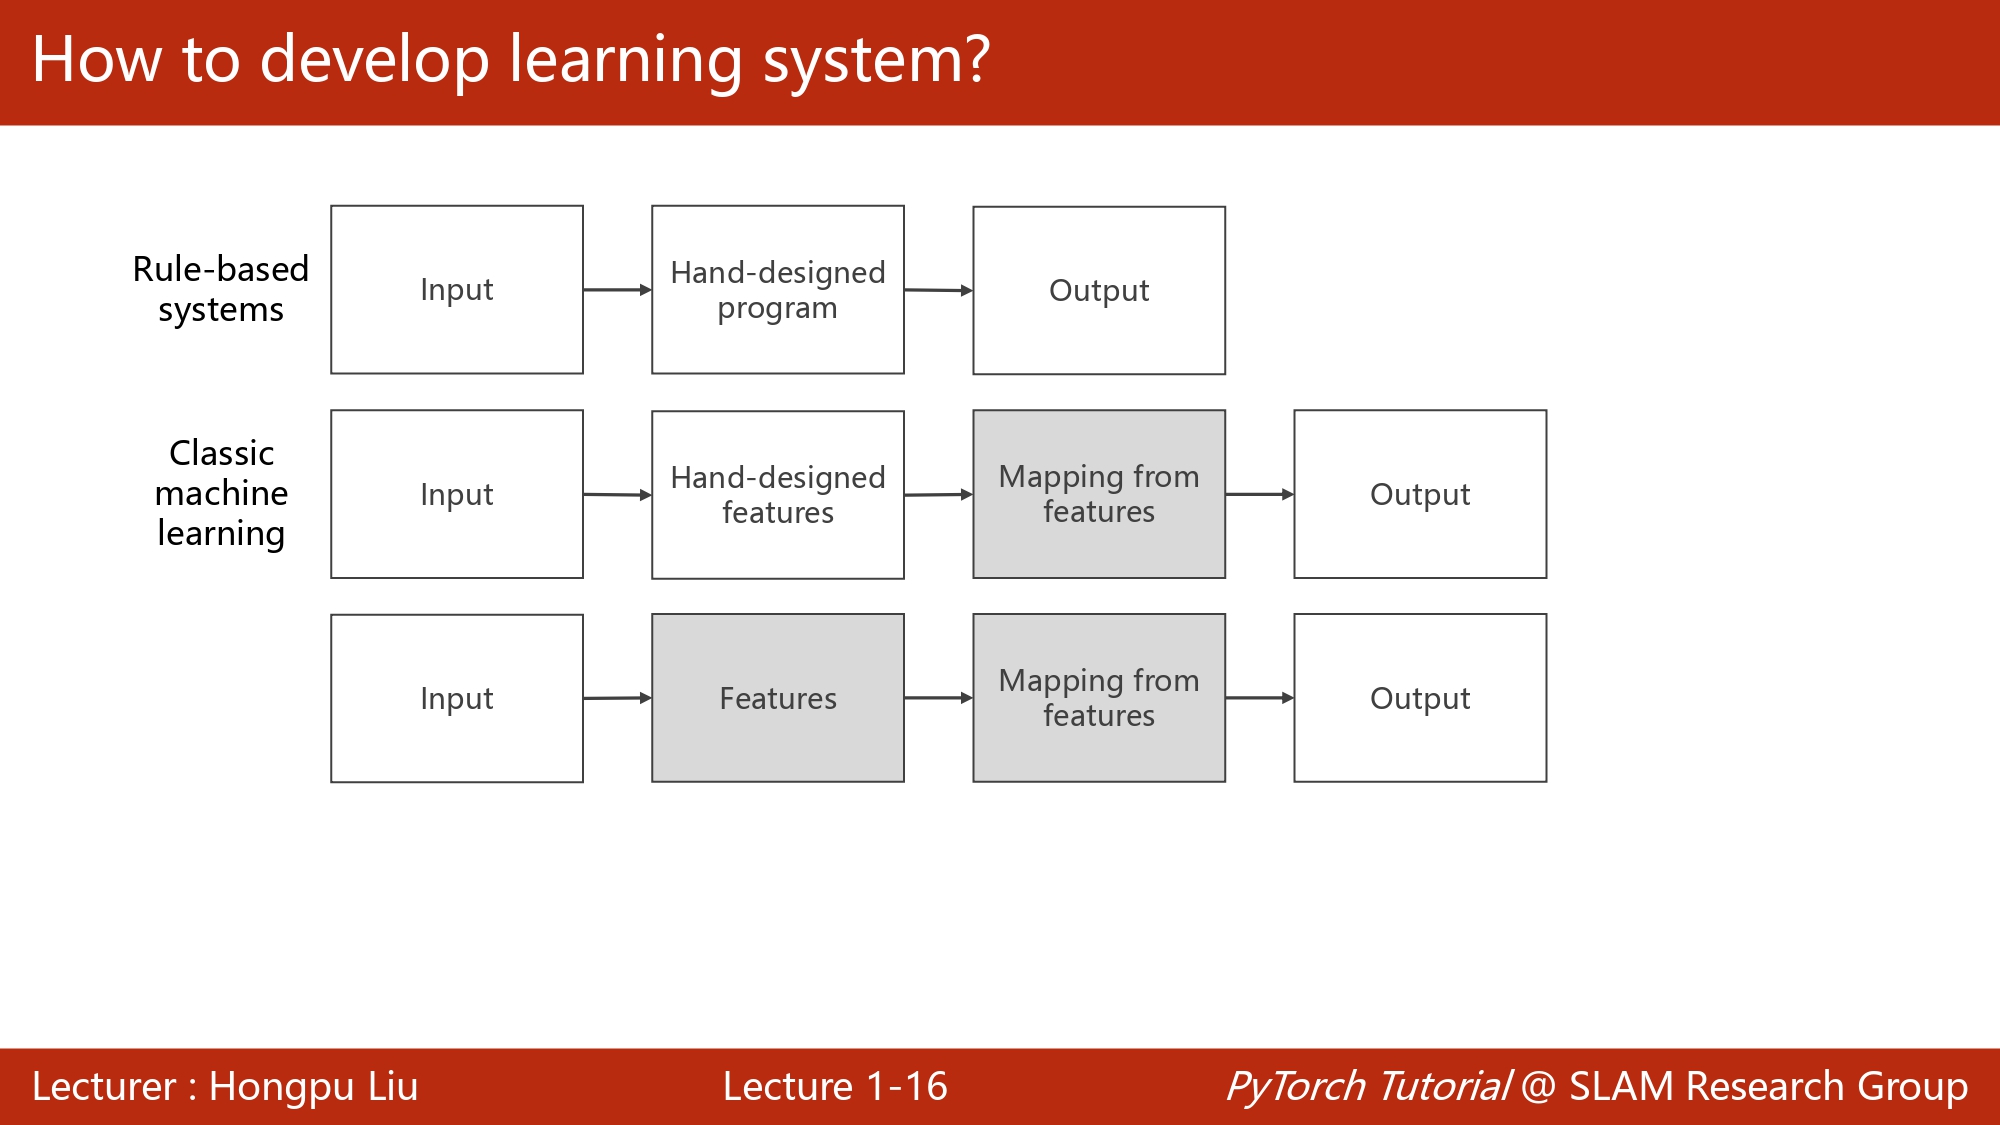 How to develop learning system?
Rule-based
systems
Input
Hand-designed
program
Output
Classic
machine
learning
Input
Hand-designed
features
Mapping from
features
Output
Input
Features
Mapping from
features
Output
Lecturer : Hongpu Liu
Lecture 1-16
PyTorch Tutorial @ SLAM Research Group